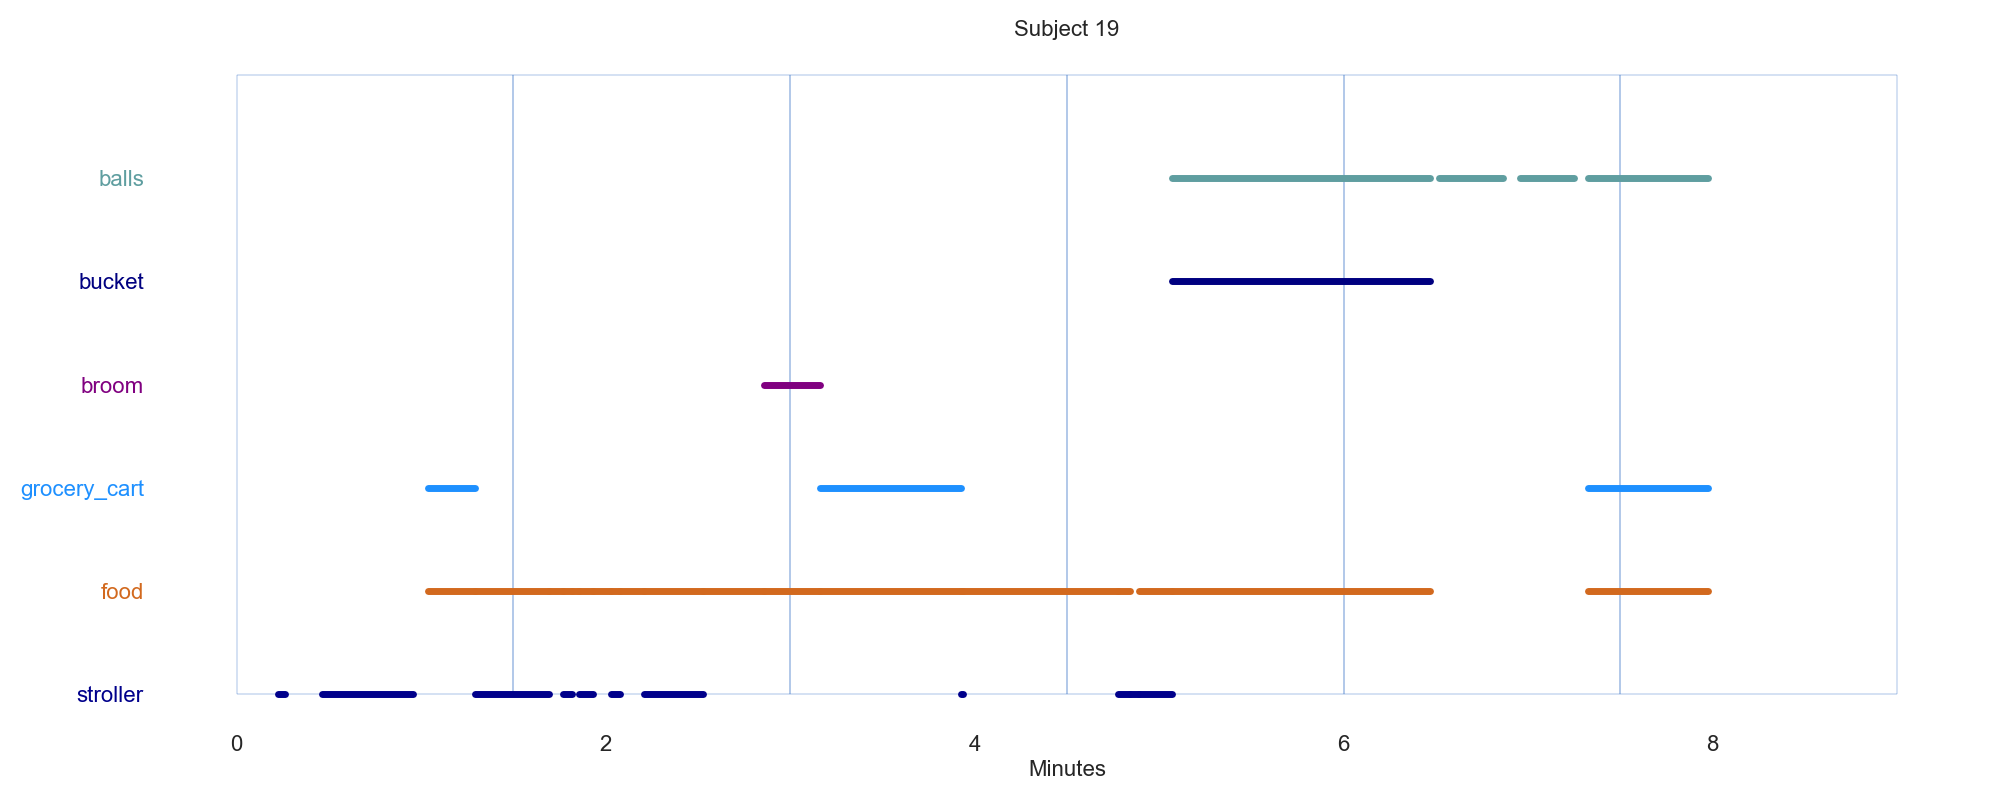 Subject 19
balls
bucket
broom
grocery_cart
food
stroller
0 2 4 6 8
Minutes